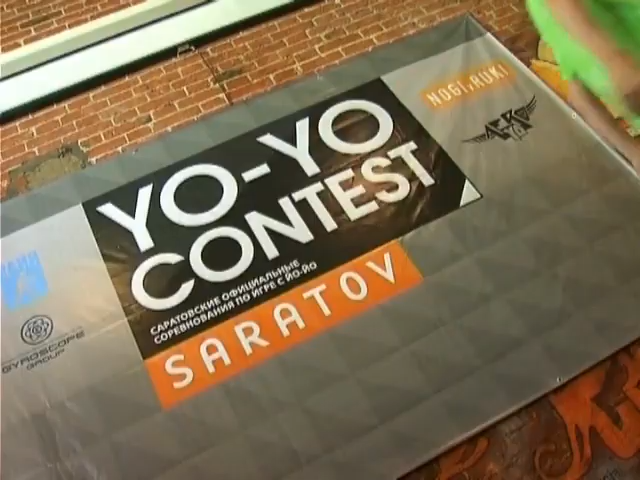 NOGI, RUKI
YO-YO
CONTEST
САРАТОВСКИЕ ОФИЦИАЛЬНЫЕ
СОРЕВНОВАНИЯ ПО ИГРЕ С ЙО-ЙО
SARATOV
GYROSCOPE
GROUP